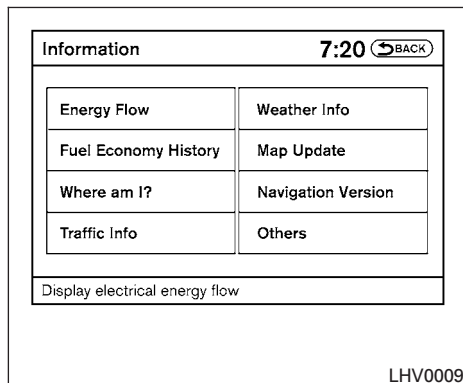 Information 7:20 BACK
Energy Flow Weather Info
Fuel Economy History Map Update
Where am I? Navigation Version
Traffic Info Others
Display electrical energy flow
LHV0009